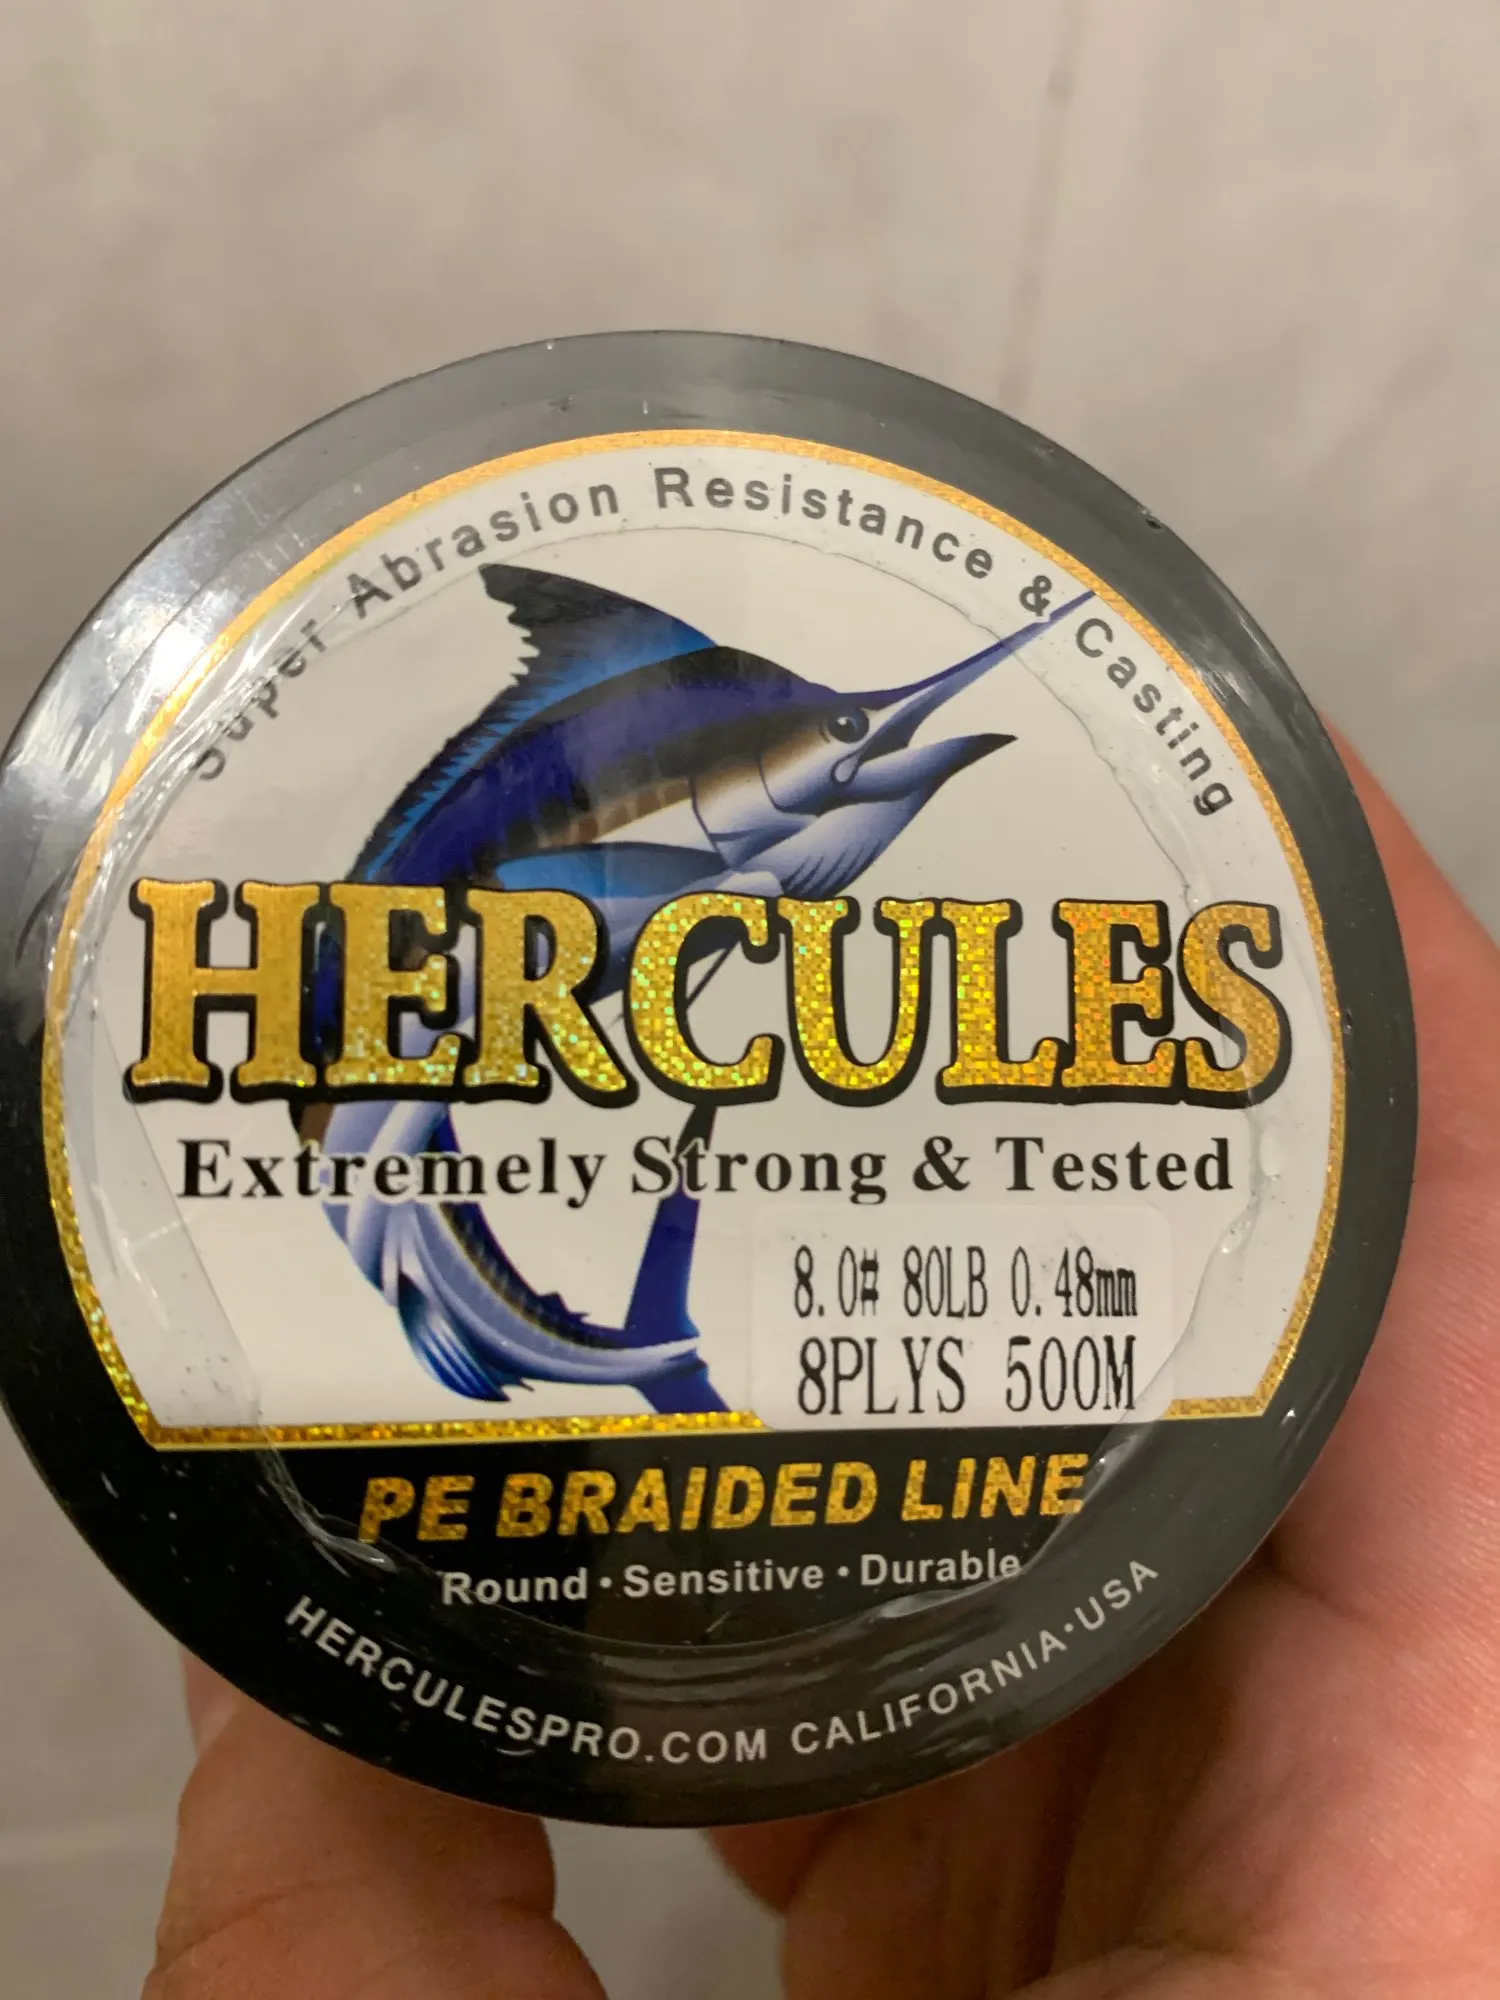 Super Abrasion Resistance & Casting
HERCULES
Extremely Strong & Tested
8.0# 80LB 0.48mm
8PLYS 500M
PE BRAIDED LINE
Round · Sensitive · Durable
HERCULESPRO.COM CALIFORNIA·USA